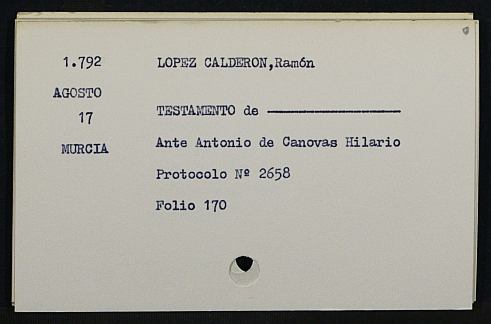 1.792 LOPEZ CALDERON,Ramón
AGOSTO
17 TESTAMENTO de ————————
MURCIA Ante Antonio de Canovas Hilario
Protocolo Nº 2658
Folio 170